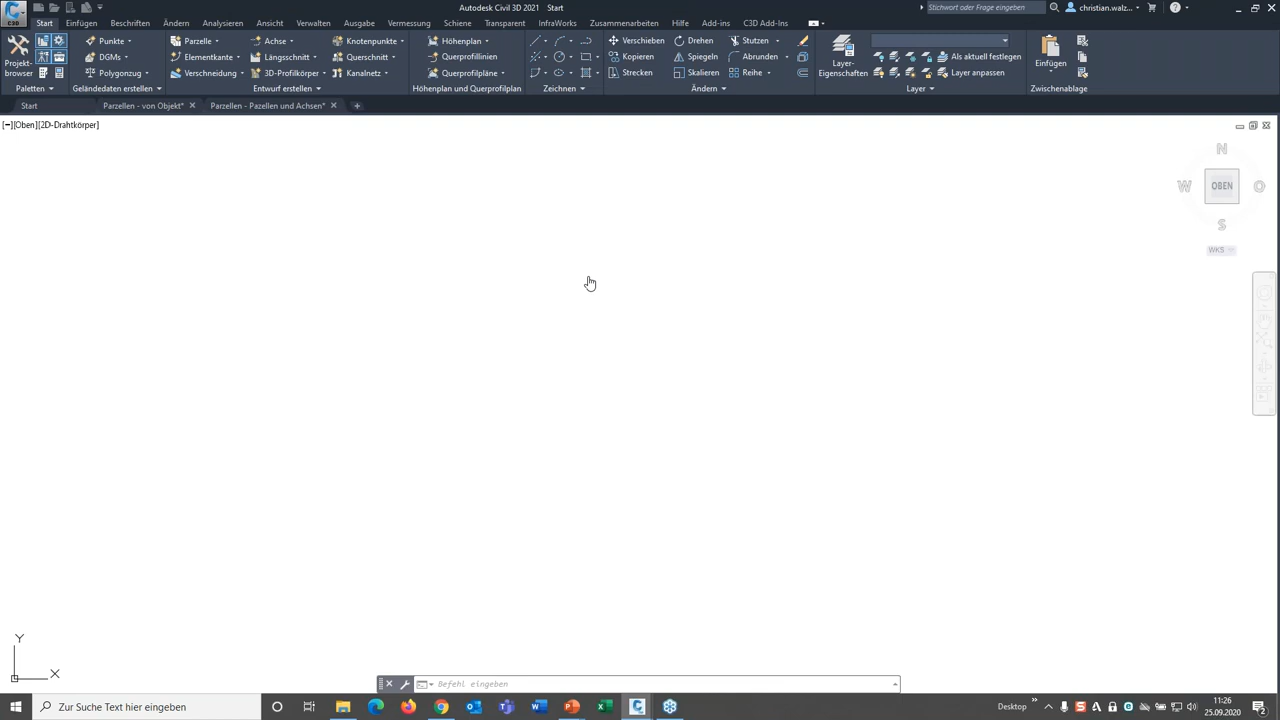 Autodesk Civil 3D 2021 Start
Stichwort oder Frage eingeben
christian.walz...
C3D
Start Einfügen Beschriften Ändern Analysieren Ansicht Verwalten Ausgabe Vermessung Schiene Transparent InfraWorks Zusammenarbeiten Hilfe Add-ins C3D Add-Ins
Punkte Parzelle Achse Knotenpunkte Höhenplan Verschieben Drehen Stutzen
DGMs Elementkante Längsschnitt Querschnitt Querprofillinien Kopieren Spiegeln Abrunden Als aktuell festlegen
Projekt-
browser
Layer-
Eigenschaften
Einfügen
Polygonzug Verschneidung 3D-Profilkörper Kanalnetz Querprofilpläne Strecken Skalieren Reihe Layer anpassen
Paletten Geländedaten erstellen Entwurf erstellen Höhenplan und Querprofilplan Zeichnen Ändern Layer Zwischenablage
Start Parzellen - von Objekt* Parzellen - Pazellen und Achsen*
[−][Oben][2D-Drahtkörper]
N
W OBEN O
S
WKS
Y
X
Befehl eingeben
Zur Suche Text hier eingeben
Desktop
11:26
25.09.2020